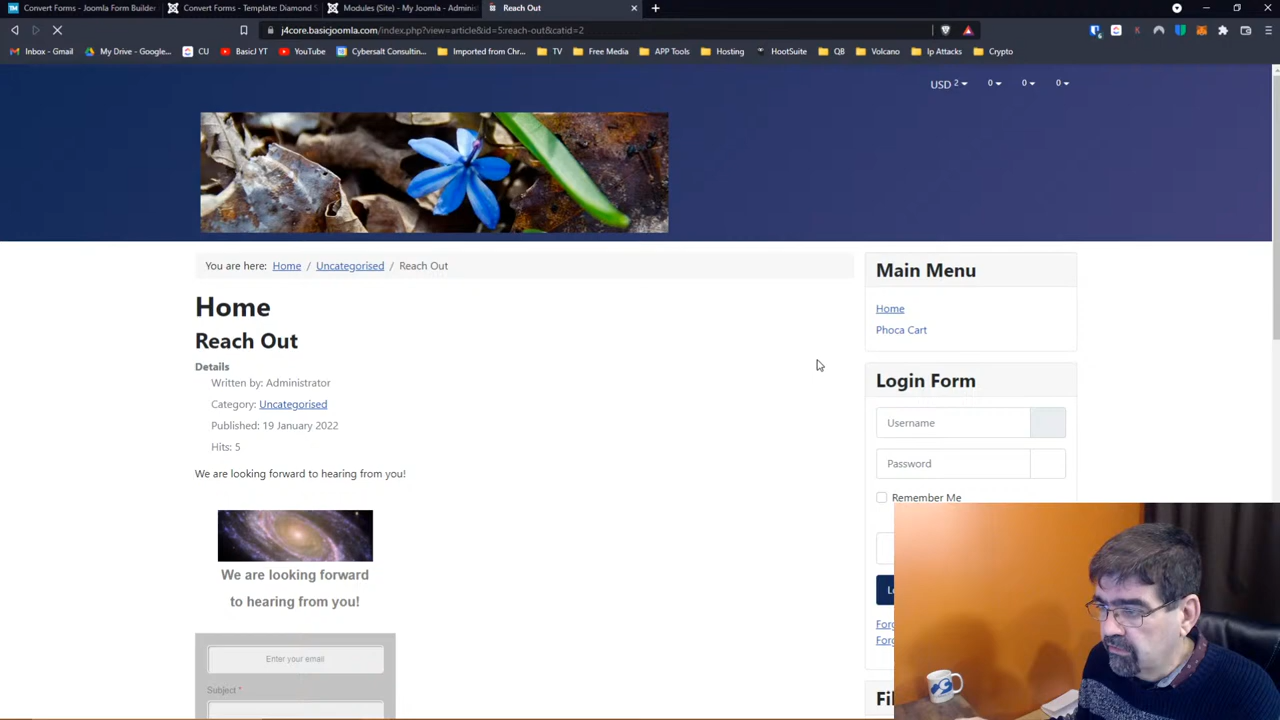 Convert Forms - Joomla Form Builder
Convert Forms - Template: Diamond S
Modules (Site) - My Joomla - Adminis
Reach Out
j4core.basicjoomla.com/index.php?view=article&id=5:reach-out&catid=2
Inbox - Gmail
My Drive - Google...
CU
Basicj YT
YouTube
Cybersalt Consultin...
Imported from Chr...
TV
Free Media
APP Tools
Hosting
HootSuite
QB
Volcano
Ip Attacks
Crypto
USD 2
0
0
0
You are here: Home / Uncategorised / Reach Out
Home
Reach Out
Details
Written by: Administrator
Category: Uncategorised
Published: 19 January 2022
Hits: 5
We are looking forward to hearing from you!
We are looking forward
to hearing from you!
Enter your email
Subject *
Main Menu
Home
Phoca Cart
Login Form
Username
Password
Remember Me